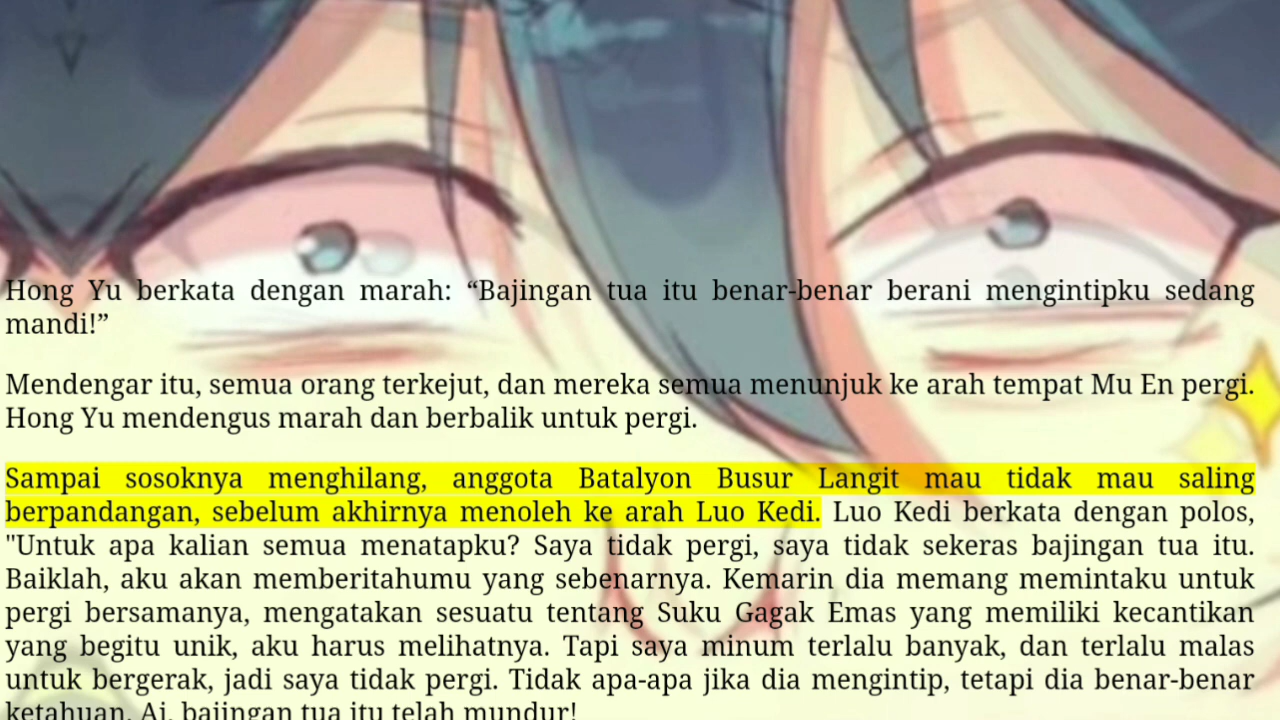 Hong Yu berkata dengan marah: “Bajingan tua itu benar-benar berani mengintipku sedang
mandi!”
Mendengar itu, semua orang terkejut, dan mereka semua menunjuk ke arah tempat Mu En pergi.
Hong Yu mendengus marah dan berbalik untuk pergi.
Sampai sosoknya menghilang, anggota Batalyon Busur Langit mau tidak mau saling
berpandangan, sebelum akhirnya menoleh ke arah Luo Kedi. Luo Kedi berkata dengan polos,
"Untuk apa kalian semua menatapku? Saya tidak pergi, saya tidak sekeras bajingan tua itu.
Baiklah, aku akan memberitahumu yang sebenarnya. Kemarin dia memang memintaku untuk
pergi bersamanya, mengatakan sesuatu tentang Suku Gagak Emas yang memiliki kecantikan
yang begitu unik, aku harus melihatnya. Tapi saya minum terlalu banyak, dan terlalu malas
untuk bergerak, jadi saya tidak pergi. Tidak apa-apa jika dia mengintip, tetapi dia benar-benar
ketahuan. Ai, bajingan tua itu telah mundur!